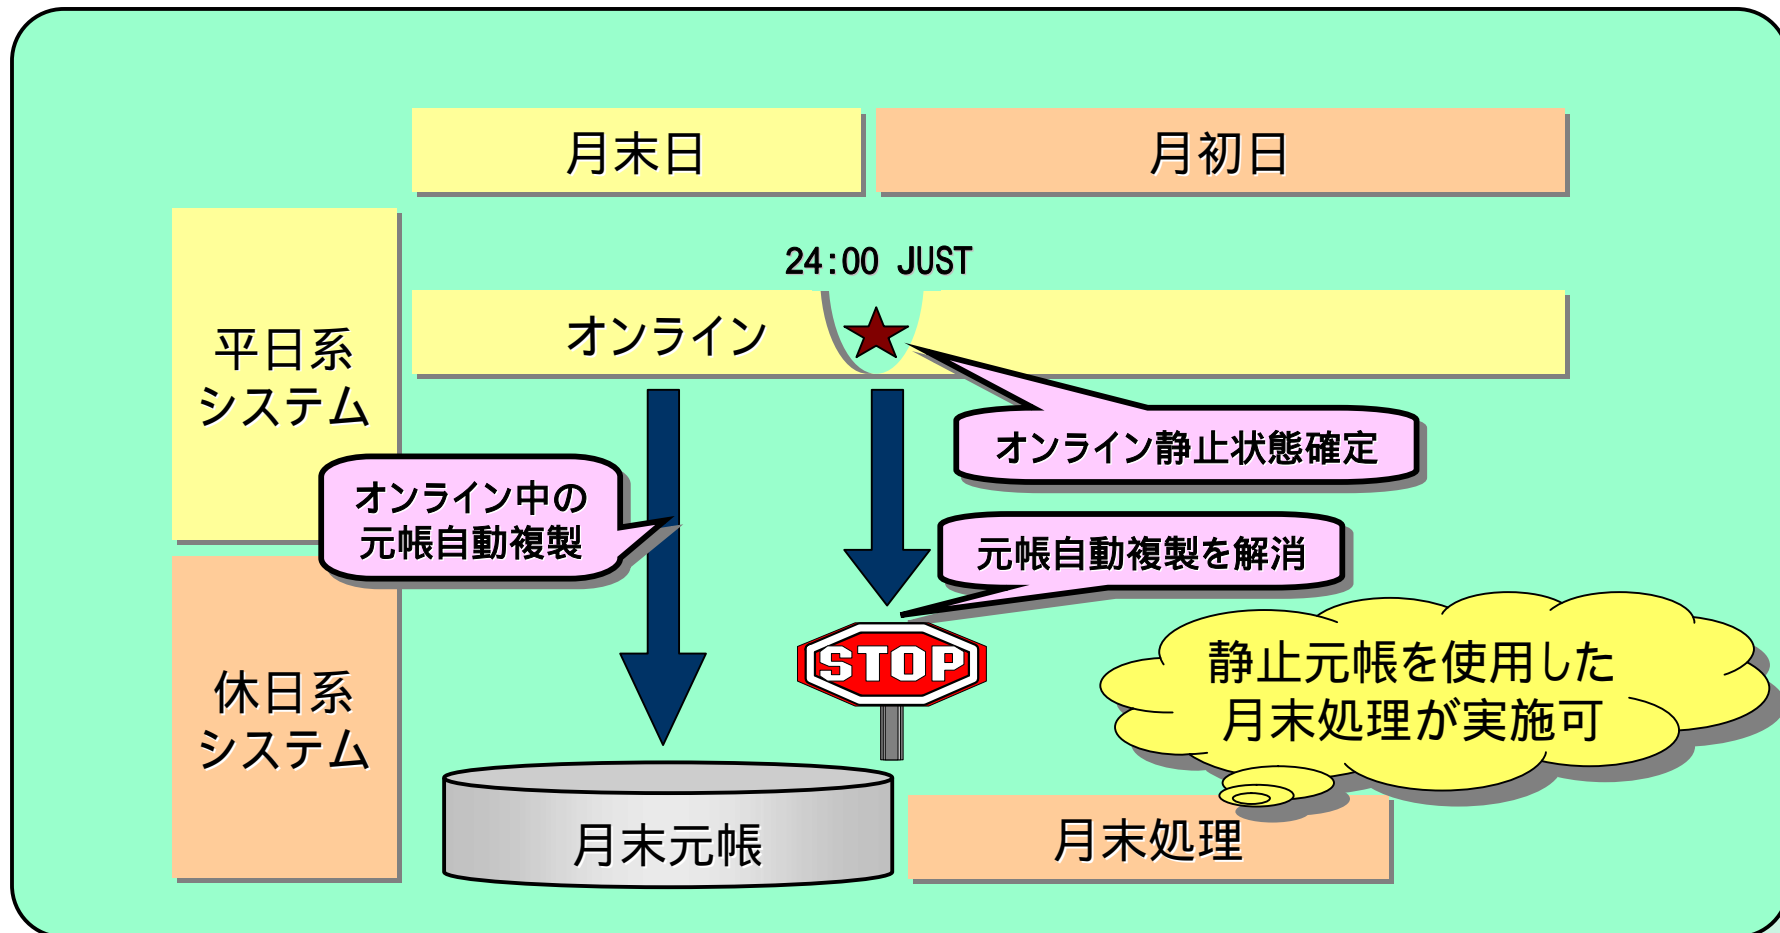 月末日
月初日
24:00 JUST
平日系
システム
オンライン
オンライン静止状態確定
オンライン中の
元帳自動複製
元帳自動複製を解消
STOP
休日系
システム
静止元帳を使用した
月末処理が実施可
月末元帳
月末処理